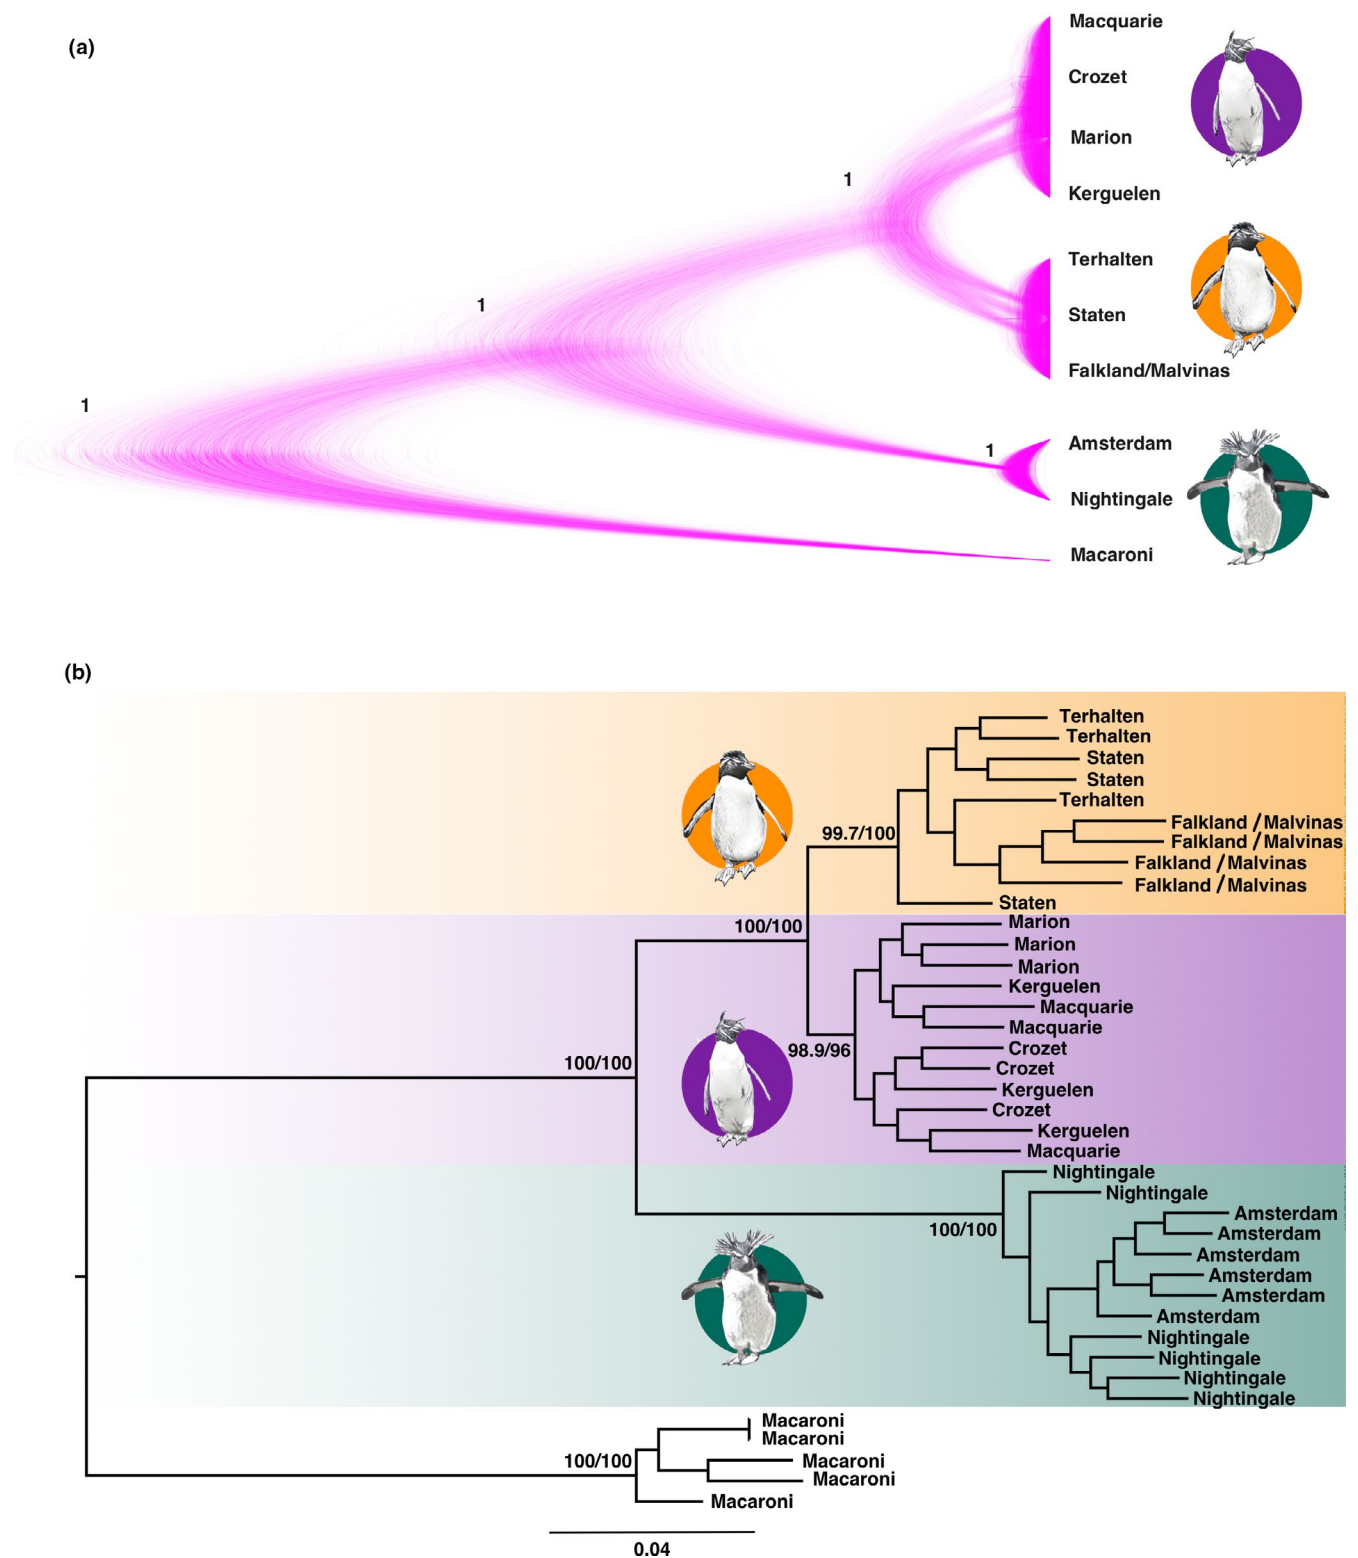 (a)
Macquarie
Crozet
Marion
1
Kerguelen
Terhalten
1
Staten
Falkland/Malvinas
1
Amsterdam
1
Nightingale
Macaroni
(b)
Terhalten
Terhalten
Staten
Staten
Terhalten
Falkland /Malvinas
99.7/100
Falkland /Malvinas
Falkland /Malvinas
Falkland /Malvinas
Staten
100/100
Marion
Marion
Marion
Kerguelen
Macquarie
Macquarie
98.9/96
Crozet
100/100
Crozet
Kerguelen
Crozet
Kerguelen
Macquarie
Nightingale
Nightingale
Amsterdam
100/100
Amsterdam
Amsterdam
Amsterdam
Amsterdam
Amsterdam
Nightingale
Nightingale
Nightingale
Nightingale
Macaroni
Macaroni
100/100
Macaroni
Macaroni
Macaroni
0.04